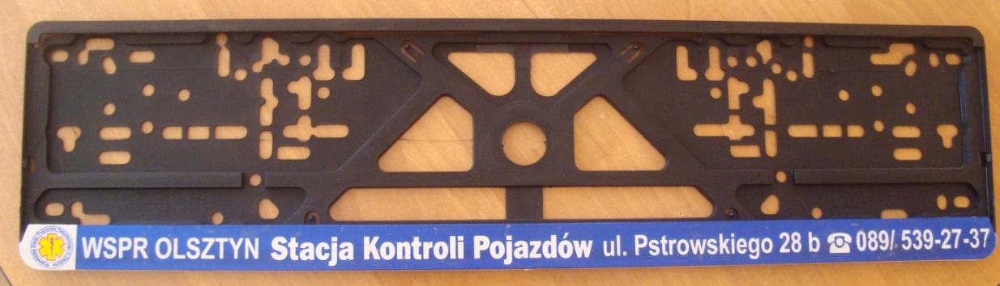 WSPR OLSZTYN Stacja Kontroli Pojazdów ul. Pstrowskiego 28 b ☎ 089/ 539-27-37